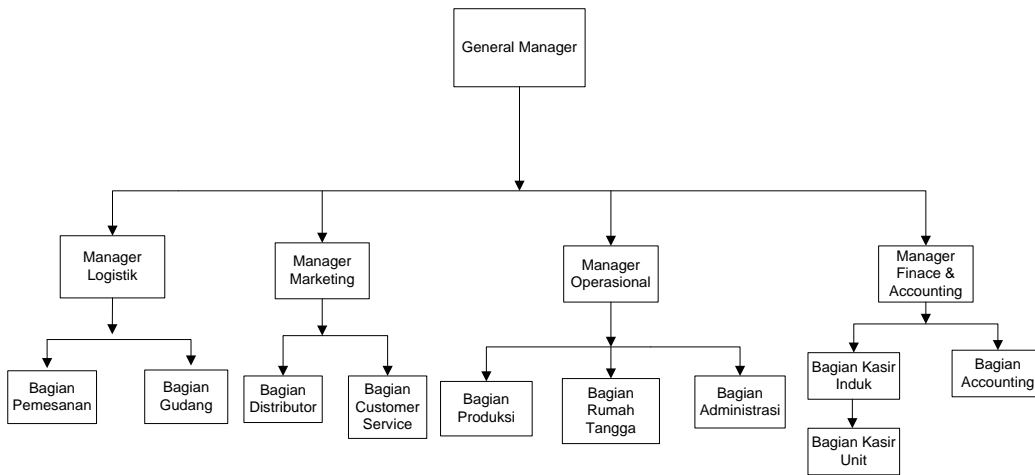 General Manager
Manager
Logistik
Manager
Marketing
Manager
Operasional
Manager
Finace &
Accounting
Bagian
Pemesanan
Bagian
Gudang
Bagian
Distributor
Bagian
Customer
Service
Bagian
Produksi
Bagian
Rumah
Tangga
Bagian
Administrasi
Bagian Kasir
Induk
Bagian
Accounting
Bagian Kasir
Unit